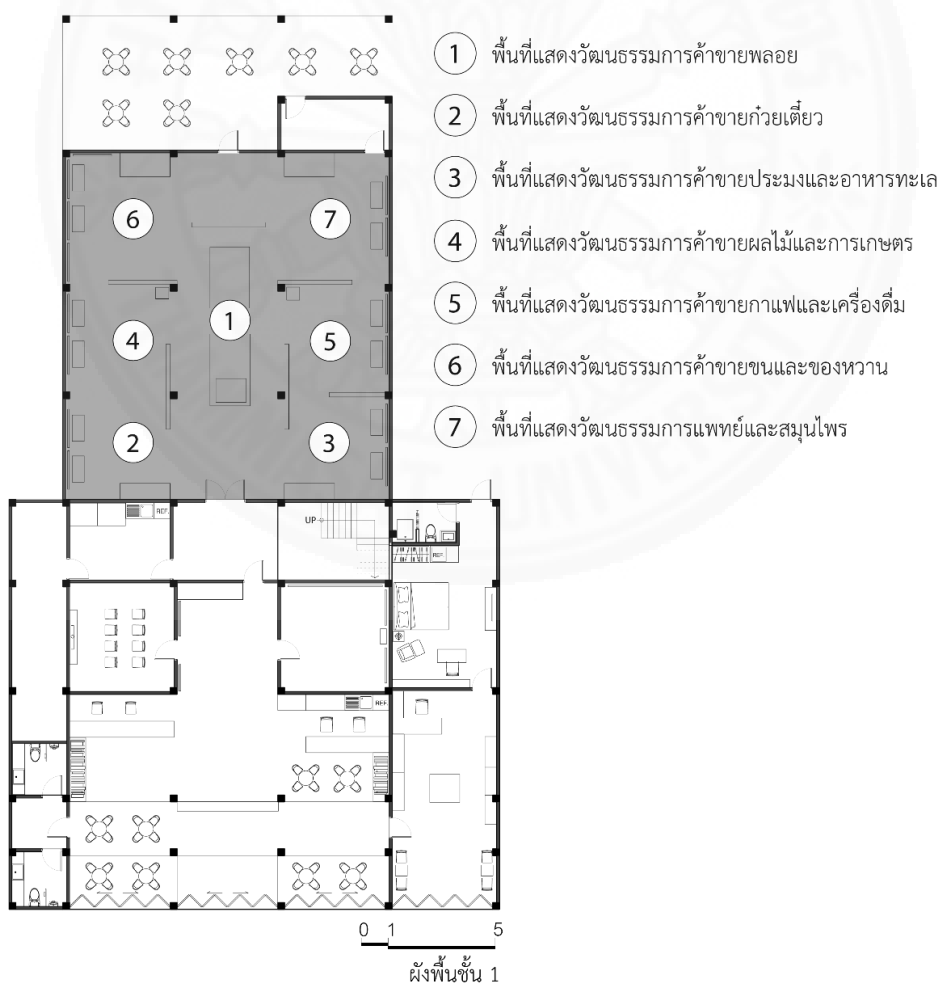 1 พื้นที่แสดงวัฒนธรรมการค้าขายพลอย
2 พื้นที่แสดงวัฒนธรรมการค้าขายก๋วยเตี๋ยว
3 พื้นที่แสดงวัฒนธรรมการค้าขายประมงและอาหารทะเล
4 พื้นที่แสดงวัฒนธรรมการค้าขายผลไม้และการเกษตร
5 พื้นที่แสดงวัฒนธรรมการค้าขายกาแฟและเครื่องดื่ม
6 พื้นที่แสดงวัฒนธรรมการค้าขายขนและของหวาน
7 พื้นที่แสดงวัฒนธรรมการแพทย์และสมุนไพร
6 7
1
4 5
2 3
REF.
UP
REF.
REF.
0 1 5
ผังพื้นชั้น 1
UNIVERSITY